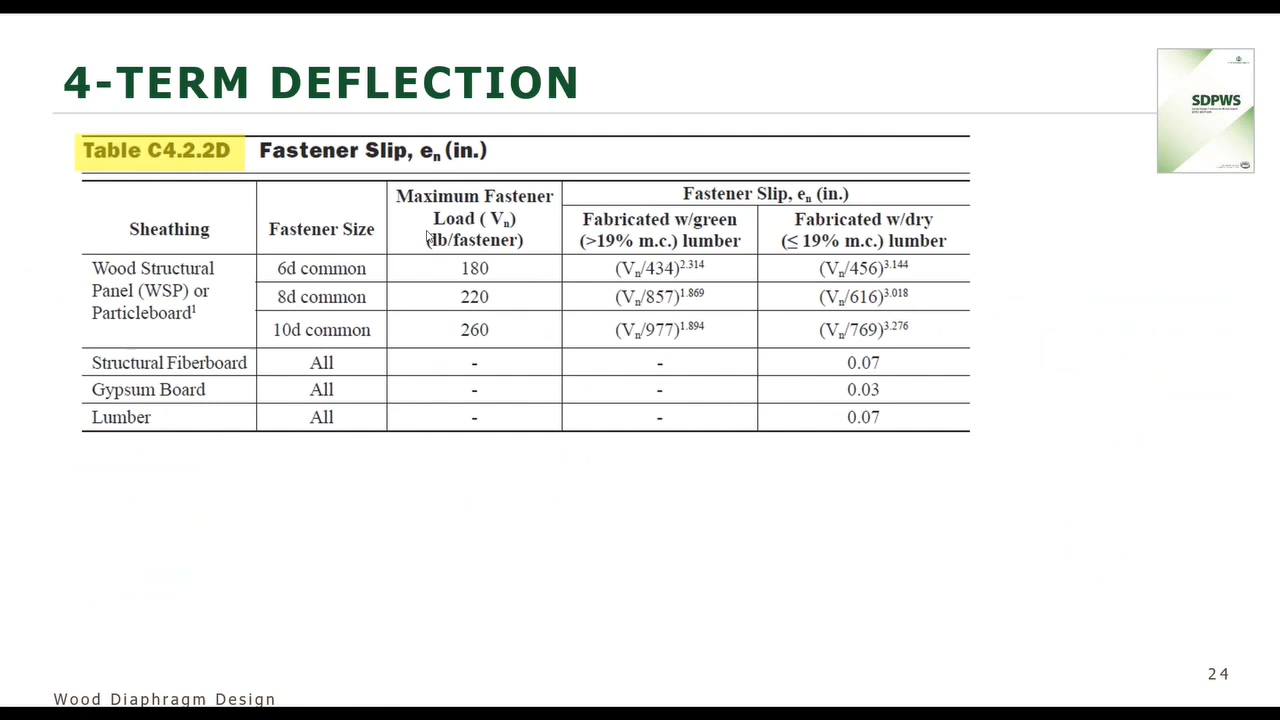 4-TERM DEFLECTION
SDPWS
Table C4.2.2D Fastener Slip, eₙ (in.)
Sheathing Fastener Size Maximum Fastener Load ( Vₙ) (lb/fastener) Fastener Slip, eₙ (in.)
Fabricated w/green (>19% m.c.) lumber Fabricated w/dry (≤ 19% m.c.) lumber
Wood Structural Panel (WSP) or Particleboard¹ 6d common 180 (Vₙ/434)²·³¹⁴ (Vₙ/456)³·¹⁴⁴
8d common 220 (Vₙ/857)¹·⁸⁶⁹ (Vₙ/616)³·⁰¹⁸
10d common 260 (Vₙ/977)¹·⁸⁹⁴ (Vₙ/769)³·²⁷⁶
Structural Fiberboard All - - 0.07
Gypsum Board All - - 0.03
Lumber All - - 0.07
24
Wood Diaphragm Design